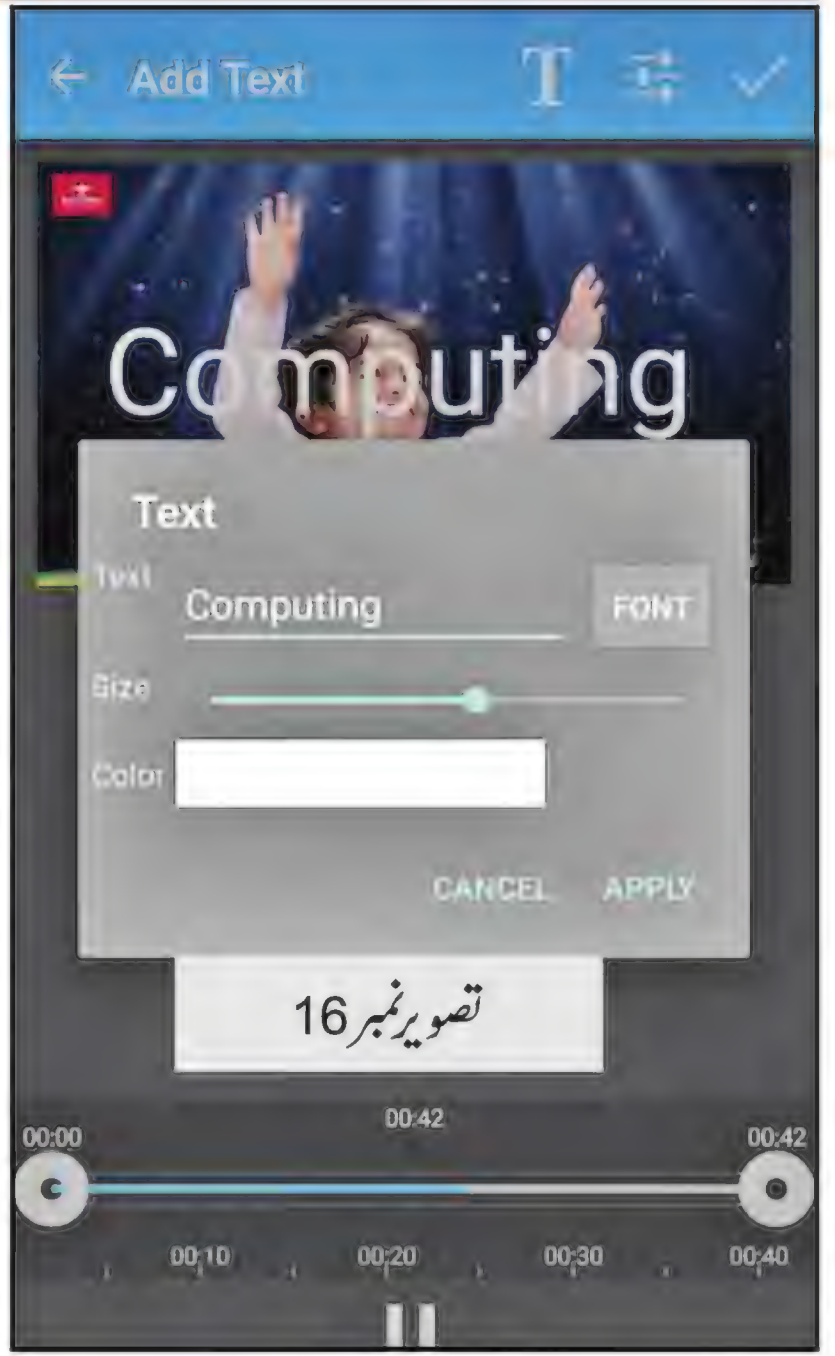 Add Text T
Computing
Text
Text
Computing
FONT
Size
Color
CANCEL APPLY
تصویر نمبر 16
00:42
00:00 00:42
00:10 00:20 00:30 00:40